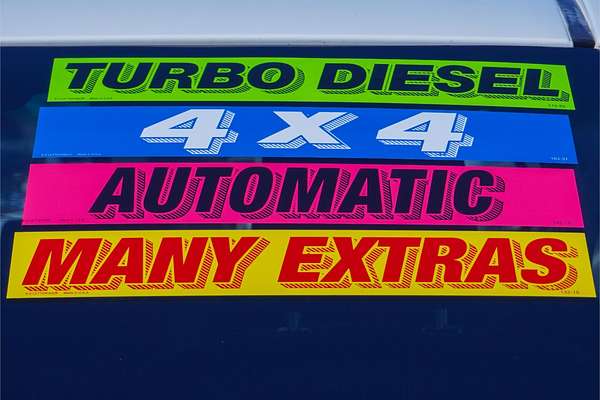 TURBO DIESEL
4 X 4
AUTOMATIC
MANY EXTRAS